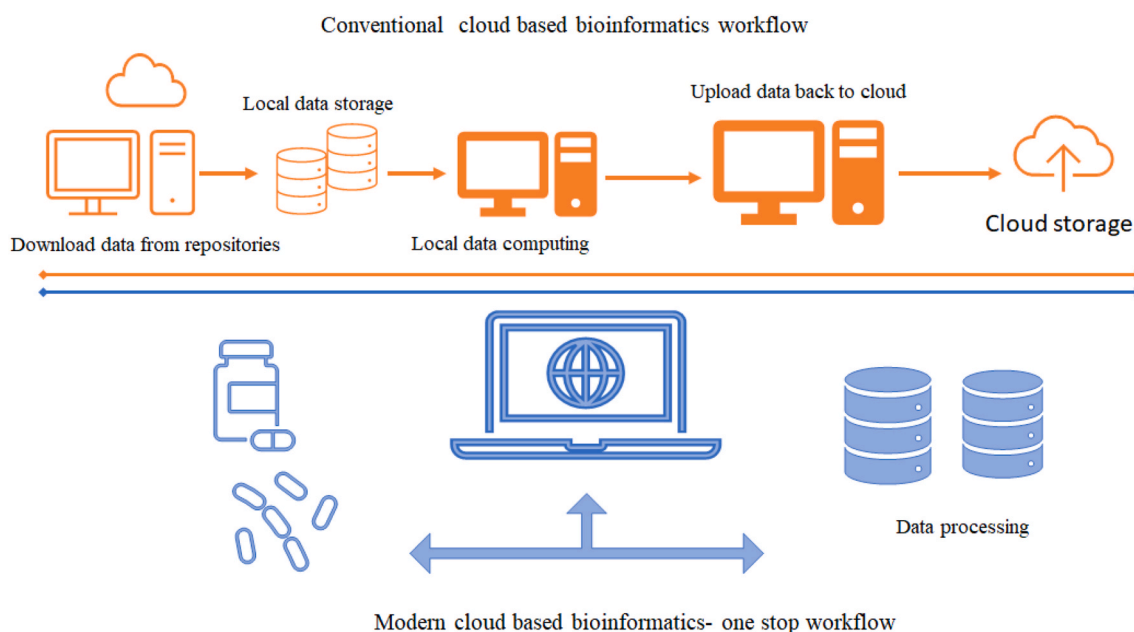 Conventional cloud based bioinformatics workflow
Local data storage
Upload data back to cloud
Download data from repositories
Local data computing
Cloud storage
Data processing
Modern cloud based bioinformatics- one stop workflow